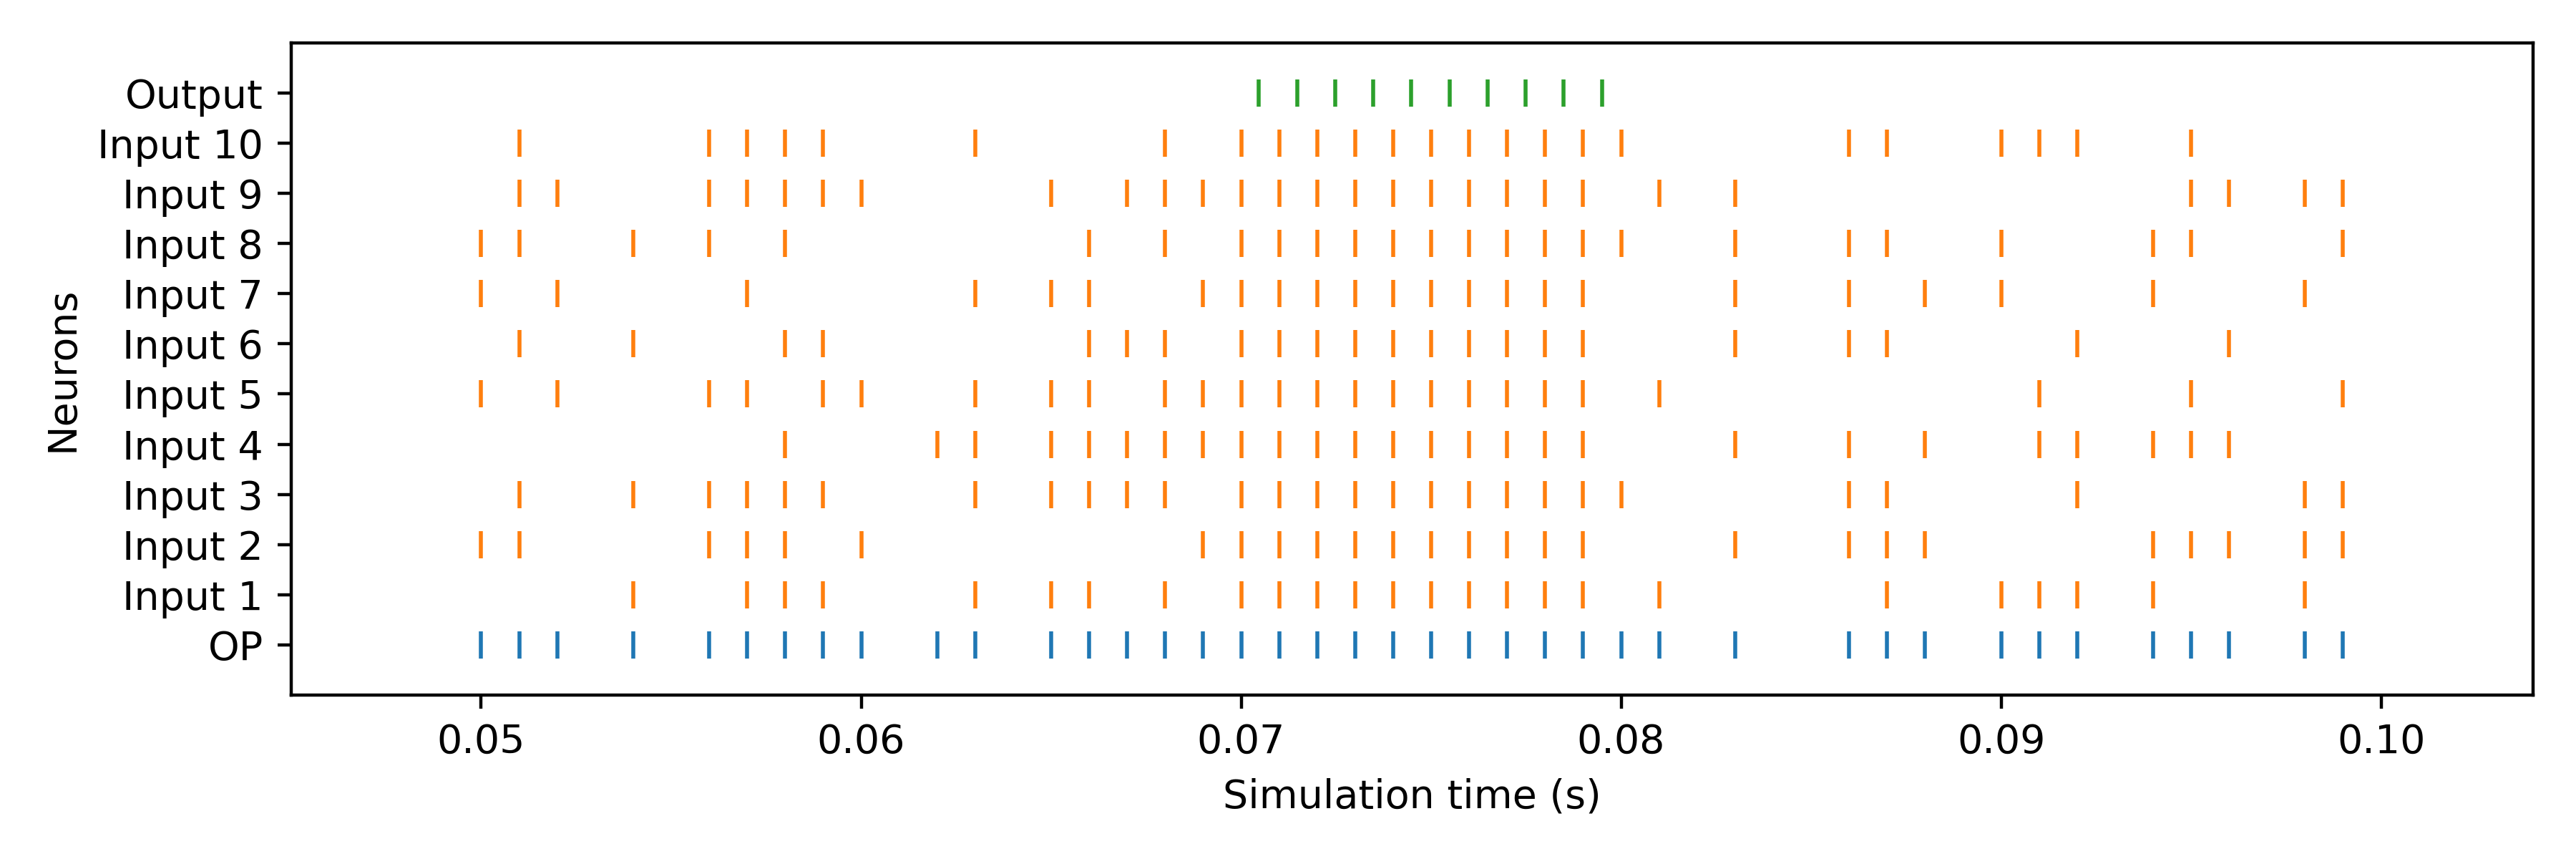 Output
Input 10
Input 9
Input 8
Input 7
Input 6
Input 5
Input 4
Input 3
Input 2
Input 1
OP
Neurons
0.05 0.06 0.07 0.08 0.09 0.10
Simulation time (s)